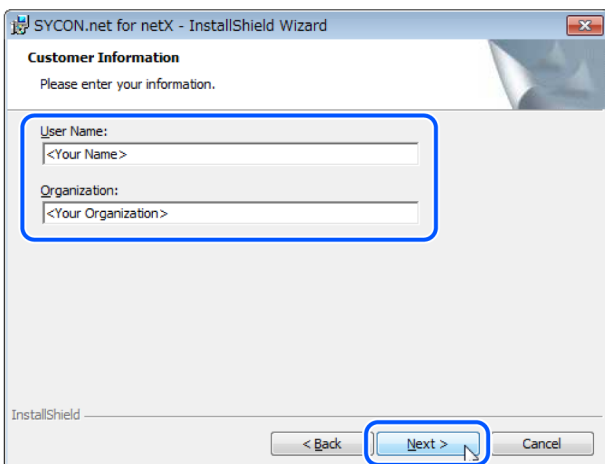 SYCON.net for netX - InstallShield Wizard
Customer Information
Please enter your information.
User Name:
<Your Name>
Organization:
<Your Organization>
InstallShield
< Back Next > Cancel